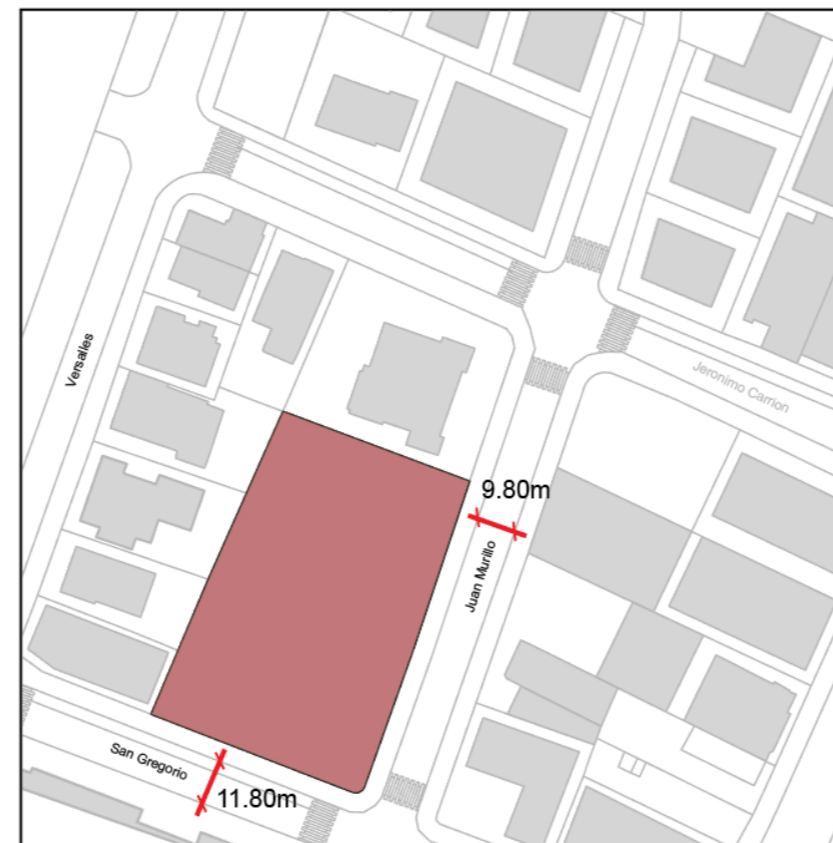 Versalles
Jeronimo Carrion
9.80m
Juan Murillo
San Gregorio
11.80m